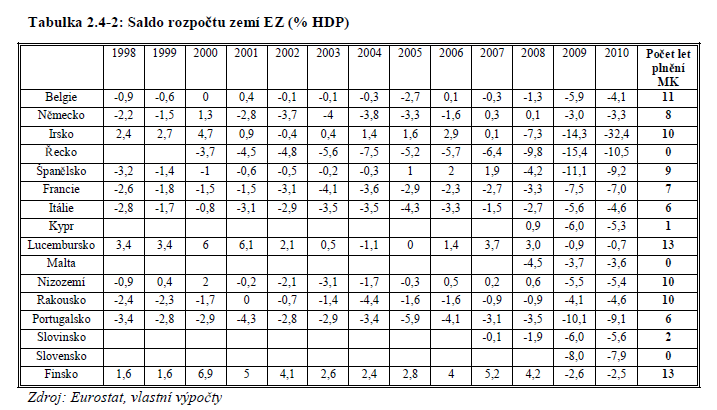 Tabulka 2.4-2: Saldo rozpočtu zemí EZ (% HDP)
1998 1999 2000 2001 2002 2003 2004 2005 2006 2007 2008 2009 2010 Počet let
plnění
MK
Belgie -0,9 -0,6 0 0,4 -0,1 -0,1 -0,3 -2,7 0,1 -0,3 -1,3 -5,9 -4,1 11
Německo -2,2 -1,5 1,3 -2,8 -3,7 -4 -3,8 -3,3 -1,6 0,3 0,1 -3,0 -3,3 8
Irsko 2,4 2,7 4,7 0,9 -0,4 0,4 1,4 1,6 2,9 0,1 -7,3 -14,3 -32,4 10
Řecko -3,7 -4,5 -4,8 -5,6 -7,5 -5,2 -5,7 -6,4 -9,8 -15,4 -10,5 0
Španělsko -3,2 -1,4 -1 -0,6 -0,5 -0,2 -0,3 1 2 1,9 -4,2 -11,1 -9,2 9
Francie -2,6 -1,8 -1,5 -1,5 -3,1 -4,1 -3,6 -2,9 -2,3 -2,7 -3,3 -7,5 -7,0 7
Itálie -2,8 -1,7 -0,8 -3,1 -2,9 -3,5 -3,5 -4,3 -3,3 -1,5 -2,7 -5,6 -4,6 6
Kypr 0,9 -6,0 -5,3 1
Lucembursko 3,4 3,4 6 6,1 2,1 0,5 -1,1 0 1,4 3,7 3,0 -0,9 -0,7 13
Malta -4,5 -3,7 -3,6 0
Nizozemí -0,9 0,4 2 -0,2 -2,1 -3,1 -1,7 -0,3 0,5 0,2 0,6 -5,5 -5,4 10
Rakousko -2,4 -2,3 -1,7 0 -0,7 -1,4 -4,4 -1,6 -1,6 -0,9 -0,9 -4,1 -4,6 10
Portugalsko -3,4 -2,8 -2,9 -4,3 -2,8 -2,9 -3,4 -5,9 -4,1 -3,1 -3,5 -10,1 -9,1 6
Slovinsko -0,1 -1,9 -6,0 -5,6 2
Slovensko -8,0 -7,9 0
Finsko 1,6 1,6 6,9 5 4,1 2,6 2,4 2,8 4 5,2 4,2 -2,6 -2,5 13
Zdroj: Eurostat, vlastní výpočty